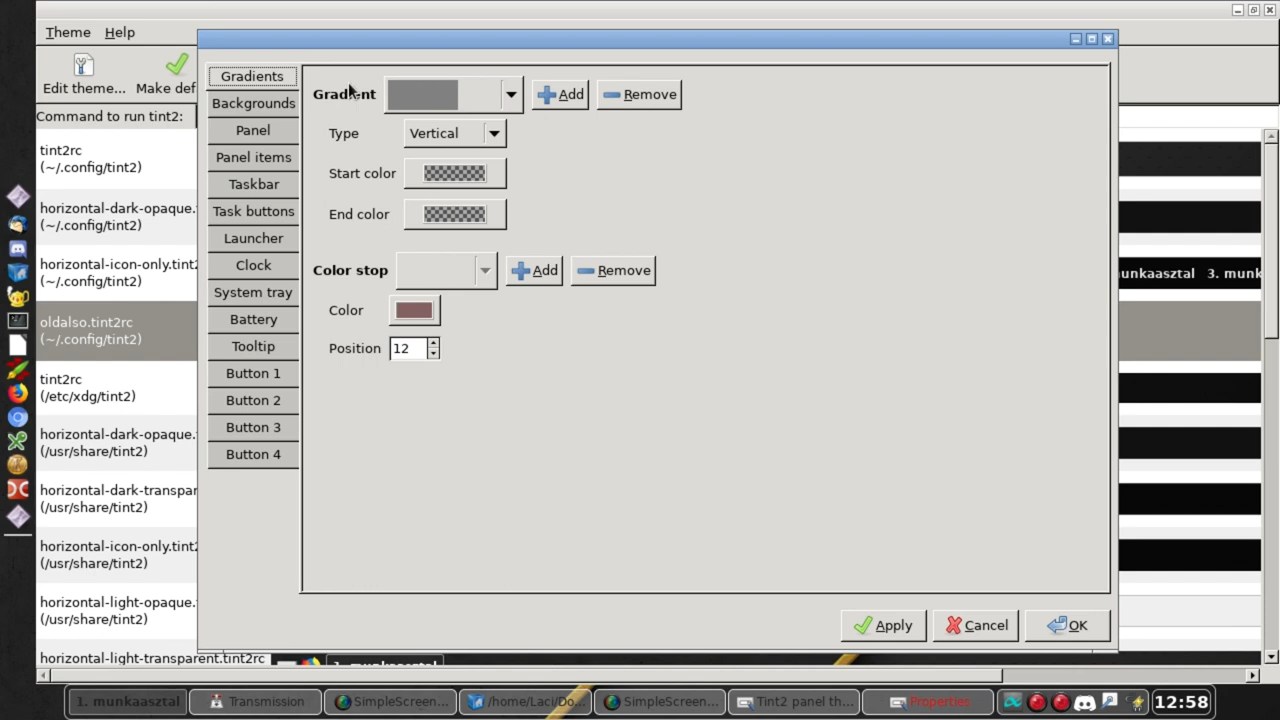 Theme Help
Edit theme... Make def
Command to run tint2:
tint2rc
(~/.config/tint2)
horizontal-dark-opaque.
(~/.config/tint2)
horizontal-icon-only.tint2
(~/.config/tint2)
oldalso.tint2rc
(~/.config/tint2)
tint2rc
(/etc/xdg/tint2)
horizontal-dark-opaque.
(/usr/share/tint2)
horizontal-dark-transpar
(/usr/share/tint2)
horizontal-icon-only.tint2
(/usr/share/tint2)
horizontal-light-opaque.
(/usr/share/tint2)
horizontal-light-transparent.tint2rc
Gradients
Backgrounds
Panel
Panel items
Taskbar
Task buttons
Launcher
Clock
System tray
Battery
Tooltip
Button 1
Button 2
Button 3
Button 4
Gradient Add Remove
Type Vertical
Start color
End color
Color stop Add Remove
Color
Position 12
Apply Cancel OK
unkaasztal 3. munk
1. munkaasztal
1. munkaasztal Transmission SimpleScreen... /home/Laci/Do... SimpleScreen... Tint2 panel th... Properties 12:58